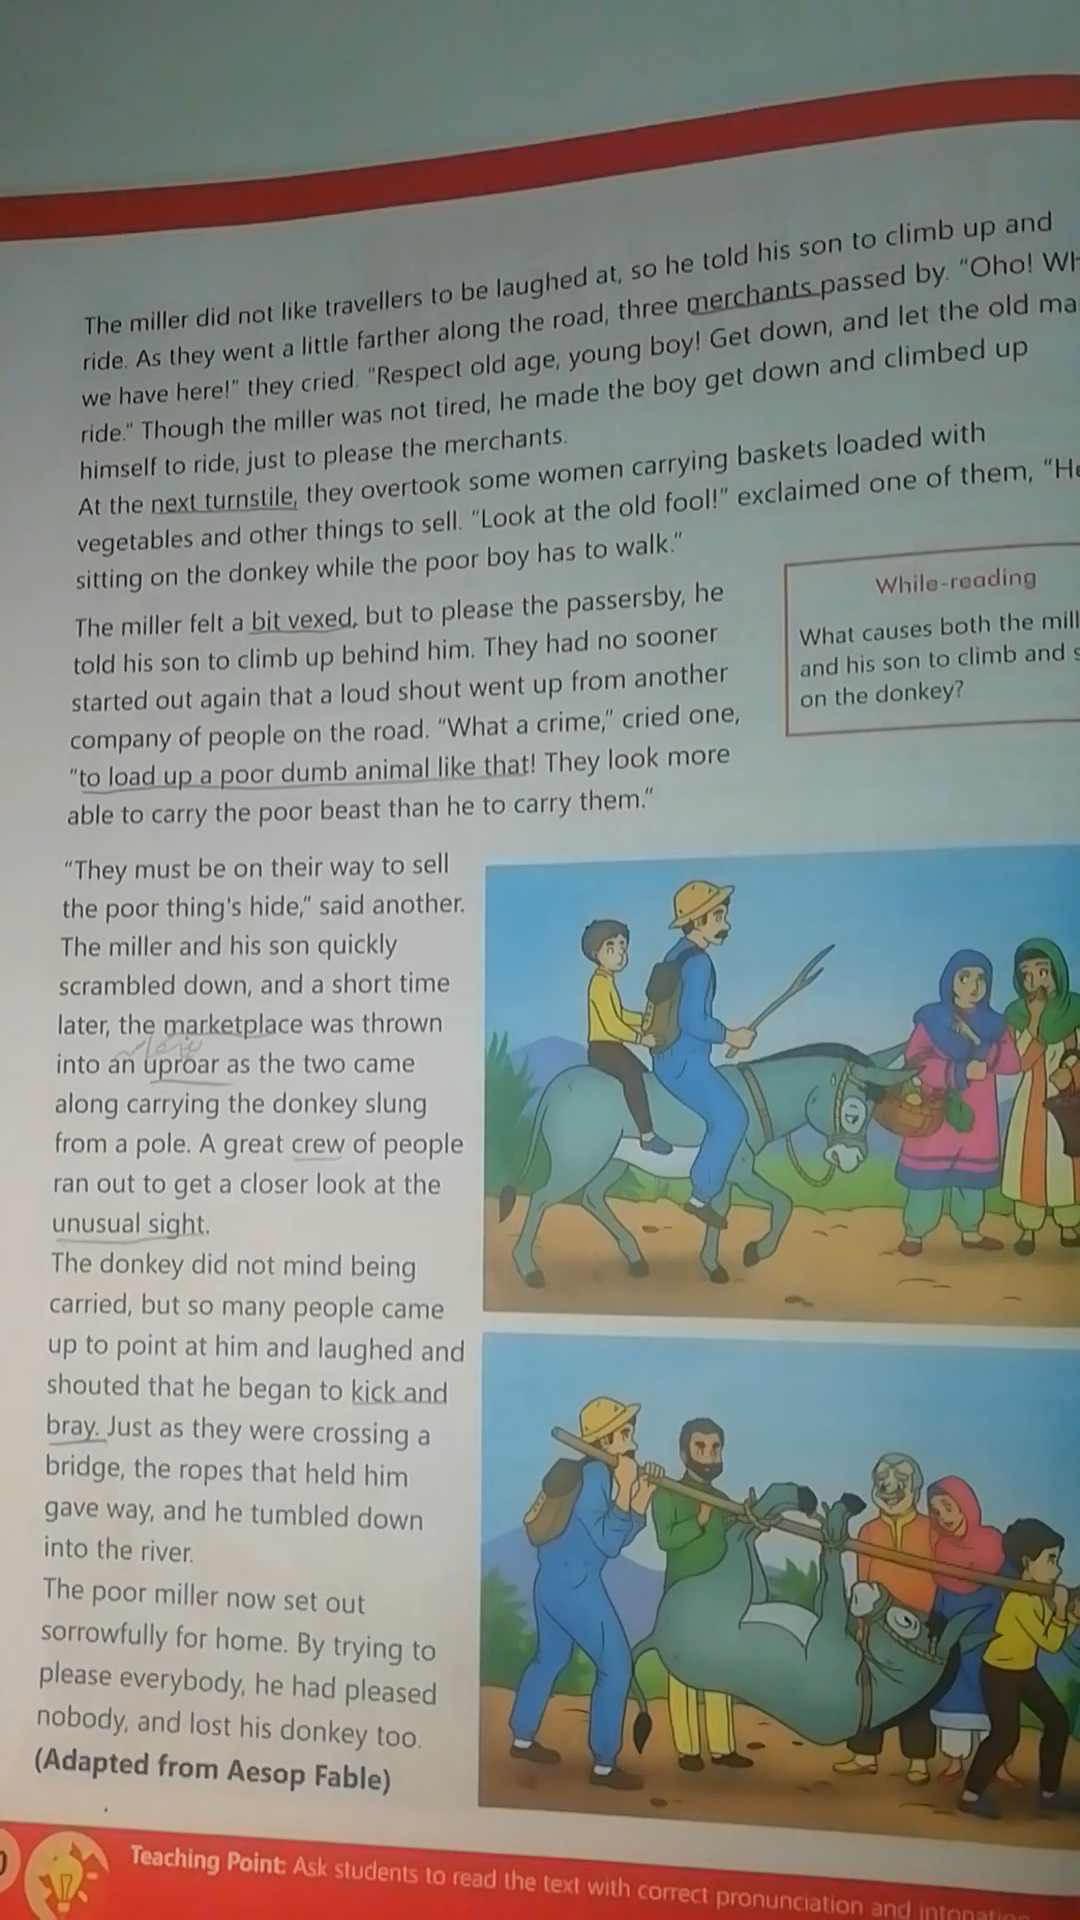 The miller did not like travellers to be laughed at, so he told his son to climb up and
ride. As they went a little farther along the road, three merchants passed by. "Oho! Wh
we have here!" they cried. "Respect old age, young boy! Get down, and let the old ma
ride." Though the miller was not tired, he made the boy get down and climbed up
himself to ride, just to please the merchants.
At the next turnstile, they overtook some women carrying baskets loaded with
vegetables and other things to sell. "Look at the old fool!" exclaimed one of them, "He
sitting on the donkey while the poor boy has to walk."
The miller felt a bit vexed, but to please the passersby, he
told his son to climb up behind him. They had no sooner
started out again that a loud shout went up from another
company of people on the road. "What a crime," cried one,
"to load up a poor dumb animal like that! They look more
able to carry the poor beast than he to carry them."
While-reading
What causes both the mill
and his son to climb and s
on the donkey?
"They must be on their way to sell
the poor thing's hide," said another.
The miller and his son quickly
scrambled down, and a short time
later, the marketplace was thrown
into an uproar as the two came
along carrying the donkey slung
from a pole. A great crew of people
ran out to get a closer look at the
unusual sight.
The donkey did not mind being
carried, but so many people came
up to point at him and laughed and
shouted that he began to kick and
bray. Just as they were crossing a
bridge, the ropes that held him
gave way, and he tumbled down
into the river.
The poor miller now set out
sorrowfully for home. By trying to
please everybody, he had pleased
nobody, and lost his donkey too.
(Adapted from Aesop Fable)
Teaching Point: Ask students to read the text with correct pronunciation and intonation